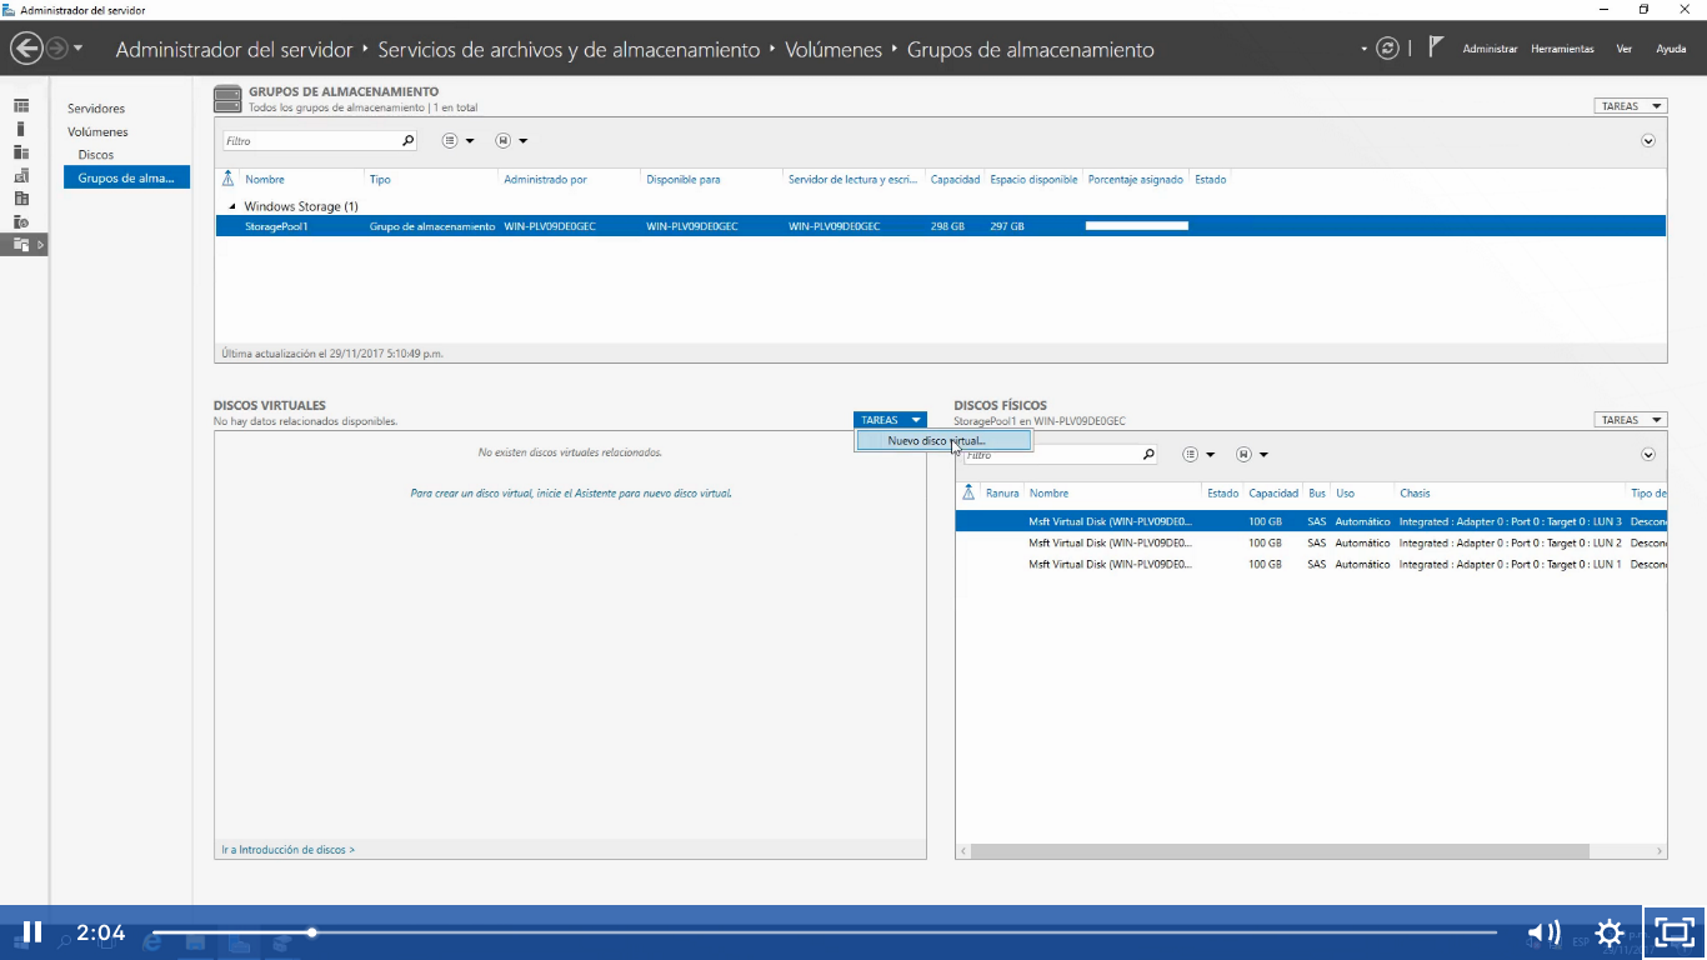 Administrador del servidor
Administrador del servidor ‣ Servicios de archivos y de almacenamiento ‣ Volúmenes ‣ Grupos de almacenamiento
Administrar Herramientas Ver Ayuda
Servidores
Volúmenes
Discos
Grupos de alma...
GRUPOS DE ALMACENAMIENTO
Todos los grupos de almacenamiento | 1 en total
TAREAS
Filtro
Nombre Tipo Administrado por Disponible para Servidor de lectura y escri... Capacidad Espacio disponible Porcentaje asignado Estado
Windows Storage (1)
StoragePool1 Grupo de almacenamiento WIN-PLV09DE0GEC WIN-PLV09DE0GEC WIN-PLV09DE0GEC 298 GB 297 GB
Última actualización el 29/11/2017 5:10:49 p.m.
DISCOS VIRTUALES
No hay datos relacionados disponibles.
TAREAS
Nuevo disco virtual...
No existen discos virtuales relacionados.
Para crear un disco virtual, inicie el Asistente para nuevo disco virtual.
Ir a Introducción de discos >
DISCOS FÍSICOS
StoragePool1 en WIN-PLV09DE0GEC
TAREAS
Filtro
Ranura Nombre Estado Capacidad Bus Uso Chasis Tipo de
Msft Virtual Disk (WIN-PLV09DE0... 100 GB SAS Automático Integrated : Adapter 0 : Port 0 : Target 0 : LUN 3 Descon
Msft Virtual Disk (WIN-PLV09DE0... 100 GB SAS Automático Integrated : Adapter 0 : Port 0 : Target 0 : LUN 2 Descon
Msft Virtual Disk (WIN-PLV09DE0... 100 GB SAS Automático Integrated : Adapter 0 : Port 0 : Target 0 : LUN 1 Descon
2:04
ESP